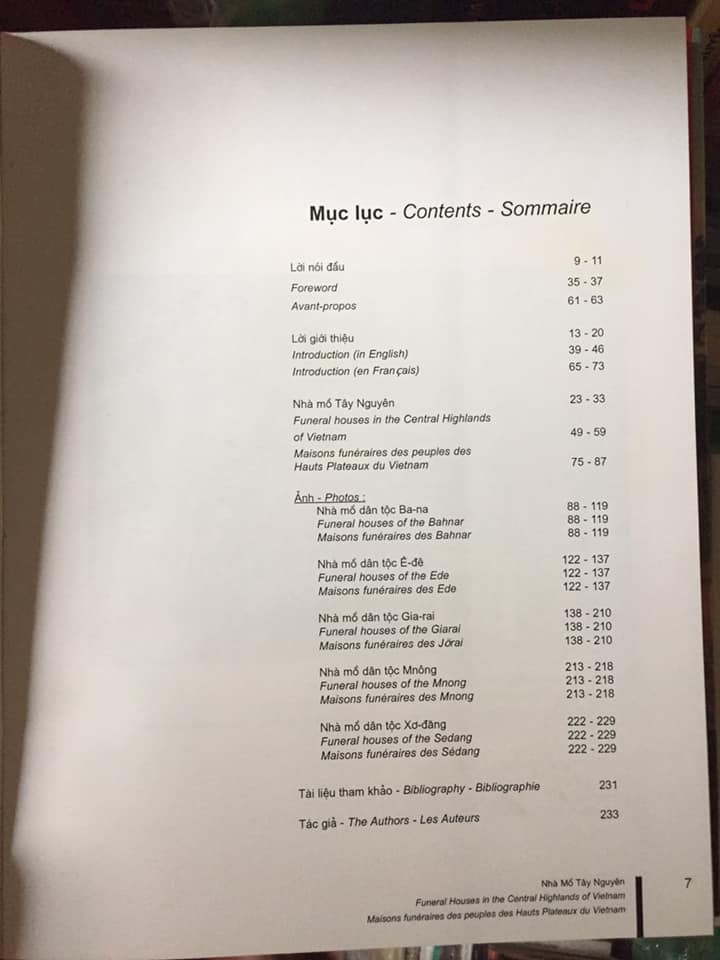 Mục lục - Contents - Sommaire
Lời nói đầu 9 - 11
Foreword 35 - 37
Avant-propos 61 - 63
Lời giới thiệu 13 - 20
Introduction (in English) 39 - 46
Introduction (en Français) 65 - 73
Nhà mồ Tây Nguyên 23 - 33
Funeral houses in the Central Highlands
of Vietnam 49 - 59
Maisons funéraires des peuples des
Hauts Plateaux du Vietnam 75 - 87
Ảnh - Photos :
Nhà mồ dân tộc Ba-na 88 - 119
Funeral houses of the Bahnar 88 - 119
Maisons funéraires des Bahnar 88 - 119
Nhà mồ dân tộc Ê-đê 122 - 137
Funeral houses of the Ede 122 - 137
Maisons funéraires des Ede 122 - 137
Nhà mồ dân tộc Gia-rai 138 - 210
Funeral houses of the Giarai 138 - 210
Maisons funéraires des Jörai 138 - 210
Nhà mồ dân tộc Mnông 213 - 218
Funeral houses of the Mnong 213 - 218
Maisons funéraires des Mnong 213 - 218
Nhà mồ dân tộc Xơ-đăng 222 - 229
Funeral houses of the Sedang 222 - 229
Maisons funéraires des Sédang 222 - 229
Tài liệu tham khảo - Bibliography - Bibliographie 231
Tác giả - The Authors - Les Auteurs 233
Nhà Mồ Tây Nguyên 7
Funeral Houses in the Central Highlands of Vietnam
Maisons funéraires des peuples des Hauts Plateaux du Vietnam